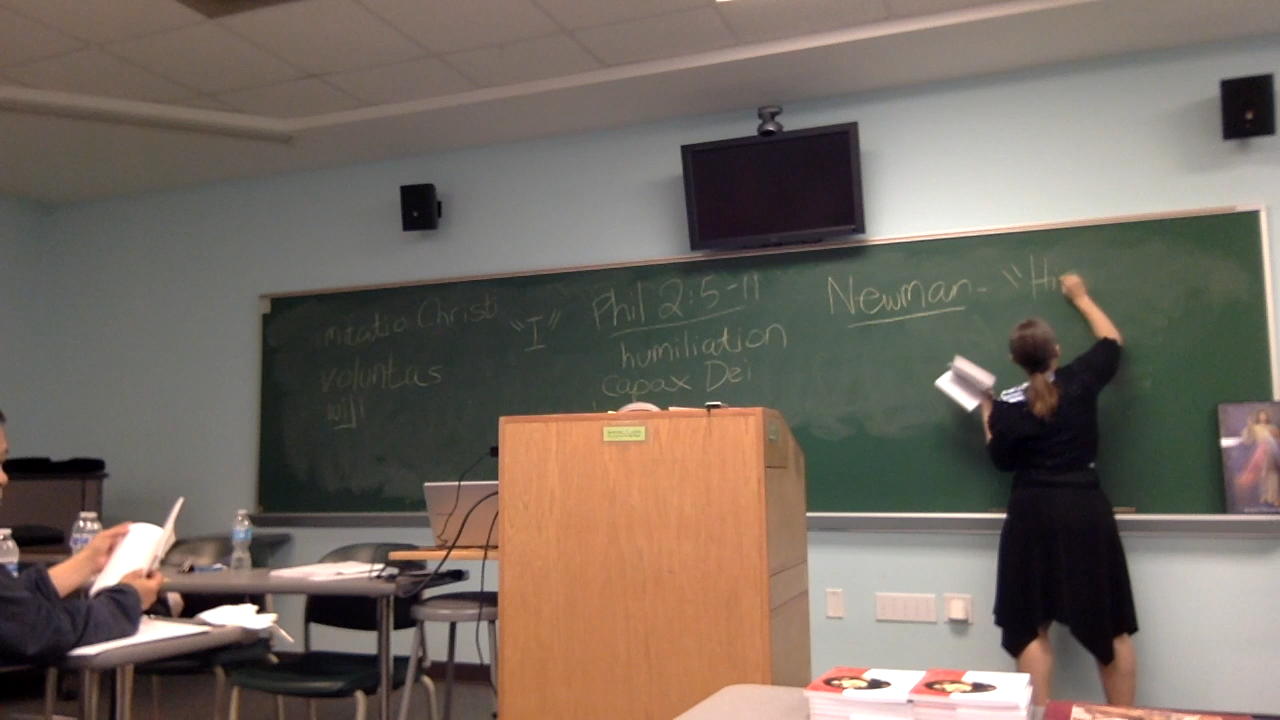 mitatio Christi
voluntas
will
"I"
Phil 2:5-11
humiliation
capax Dei
Newman - "Hi